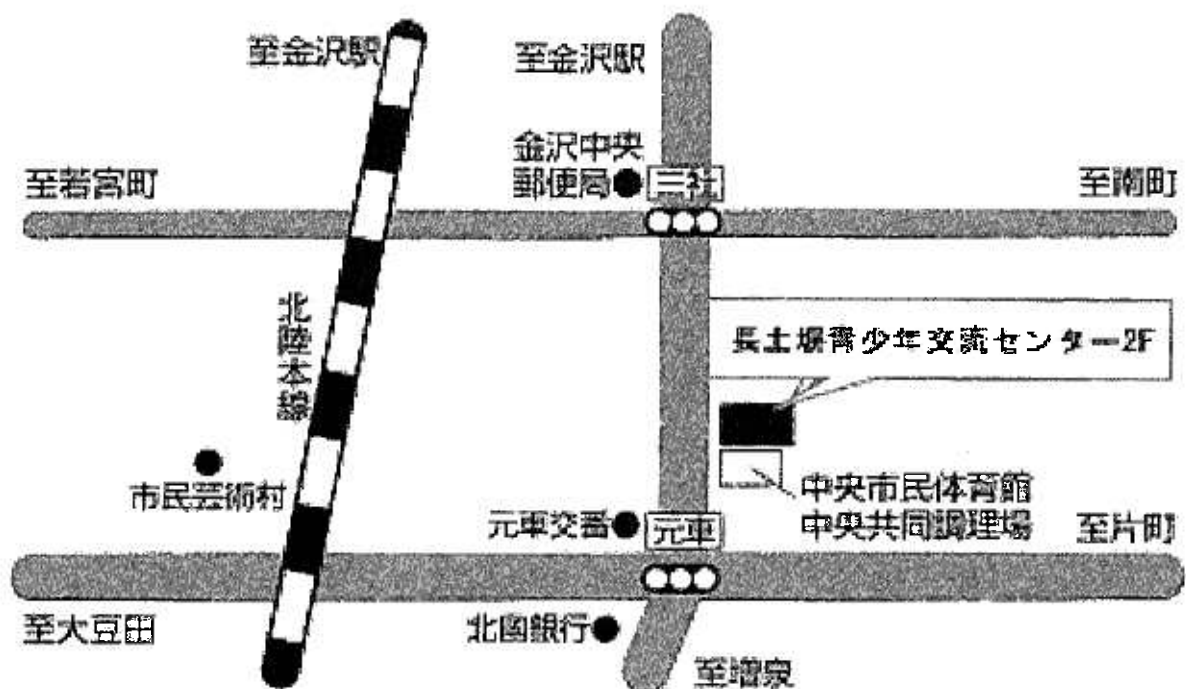 至金沢駅
至金沢駅
金沢中央
郵便局
三社
至若宮町
至南町
北陸本線
長土塀青少年交流センター2F
市民芸術村
中央市民体育館
中央共同調理場
元車交番
元車
至片町
至大豆田
北國銀行
至増泉